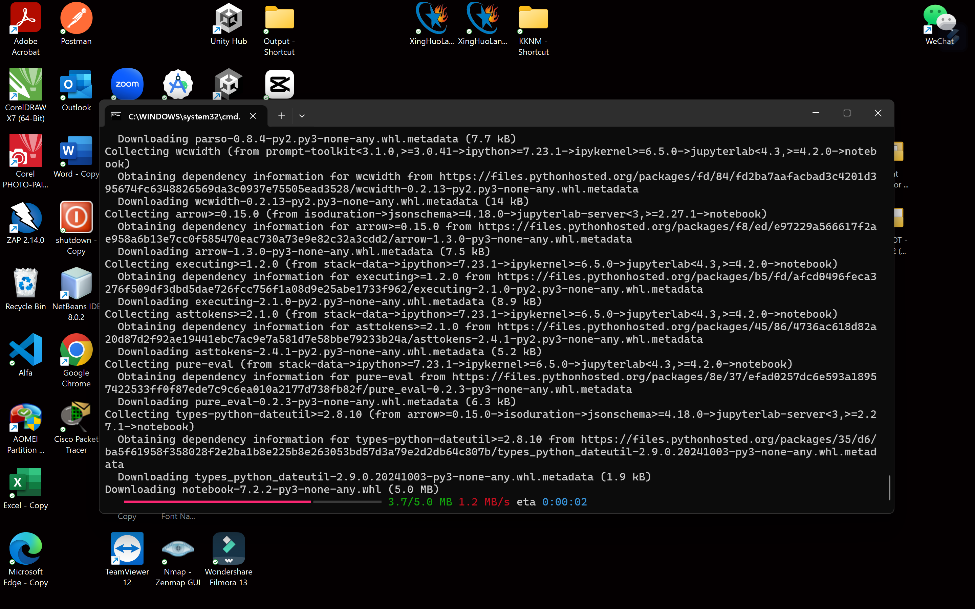 Adobe
Acrobat
Postman
Unity Hub
Output -
Shortcut
XingHuoLa...
XingHuoLan...
KKNM -
Shortcut
WeChat
CorelDRAW
X7 (64-Bit)
Outlook
zoom
Corel
PHOTO-PAI...
Word - Copy
ZAP 2.14.0
shutdown -
Copy
Recycle Bin
NetBeans IDE
8.0.2
Alfa
Google
Chrome
AOMEI
Partition ...
Cisco Packet
Tracer
Excel - Copy
Microsoft
Edge - Copy
Copy
Font Na...
TeamViewer
12
Nmap -
Zenmap GUI
Wondershare
Filmora 13
C:\WINDOWS\system32\cmd.
Downloading parso-0.8.4-py2.py3-none-any.whl.metadata (7.7 kB)
Collecting wcwidth (from prompt-toolkit<3.1.0,>=3.0.41->ipython>=7.23.1->ipykernel>=6.5.0->jupyterlab<4.3,>=4.2.0->noteb
ook)
Obtaining dependency information for wcwidth from https://files.pythonhosted.org/packages/fd/84/fd2ba7aafacbad3c4201d3
95674fc6348826569da3c0937e75505ead3528/wcwidth-0.2.13-py2.py3-none-any.whl.metadata
Downloading wcwidth-0.2.13-py2.py3-none-any.whl.metadata (14 kB)
Collecting arrow>=0.15.0 (from isoduration->jsonschema>=4.18.0->jupyterlab-server<3,>=2.27.1->notebook)
Obtaining dependency information for arrow>=0.15.0 from https://files.pythonhosted.org/packages/f8/ed/e97229a566617f2a
e958a6b13e7cc0f585470eac730a73e9e82c32a3cdd2/arrow-1.3.0-py3-none-any.whl.metadata
Downloading arrow-1.3.0-py3-none-any.whl.metadata (7.5 kB)
Collecting executing>=1.2.0 (from stack-data->ipython>=7.23.1->ipykernel>=6.5.0->jupyterlab<4.3,>=4.2.0->notebook)
Obtaining dependency information for executing>=1.2.0 from https://files.pythonhosted.org/packages/b5/fd/afcd0496feca3
276f509df3dbd5dae726fcc756f1a08d9e25abe1733f962/executing-2.1.0-py2.py3-none-any.whl.metadata
Downloading executing-2.1.0-py2.py3-none-any.whl.metadata (8.9 kB)
Collecting asttokens>=2.1.0 (from stack-data->ipython>=7.23.1->ipykernel>=6.5.0->jupyterlab<4.3,>=4.2.0->notebook)
Obtaining dependency information for asttokens>=2.1.0 from https://files.pythonhosted.org/packages/45/86/4736ac618d82a
20d87d2f92ae19441ebc7ac9e7a581d7e58bbe79233b24a/asttokens-2.4.1-py2.py3-none-any.whl.metadata
Downloading asttokens-2.4.1-py2.py3-none-any.whl.metadata (5.2 kB)
Collecting pure-eval (from stack-data->ipython>=7.23.1->ipykernel>=6.5.0->jupyterlab<4.3,>=4.2.0->notebook)
Obtaining dependency information for pure-eval from https://files.pythonhosted.org/packages/8e/37/efad0257dc6e593a1895
7422533ff0f87ede7c9c6ea010a2177d738fb82f/pure_eval-0.2.3-py3-none-any.whl.metadata
Downloading pure_eval-0.2.3-py3-none-any.whl.metadata (6.3 kB)
Collecting types-python-dateutil>=2.8.10 (from arrow>=0.15.0->isoduration->jsonschema>=4.18.0->jupyterlab-server<3,>=2.2
7.1->notebook)
Obtaining dependency information for types-python-dateutil>=2.8.10 from https://files.pythonhosted.org/packages/35/d6/
ba5f61958f358028f2e2ba1b8e225b8e263053bd57d3a79e2d2db64c807b/types_python_dateutil-2.9.0.20241003-py3-none-any.whl.metad
ata
Downloading types_python_dateutil-2.9.0.20241003-py3-none-any.whl.metadata (1.9 kB)
Downloading notebook-7.2.2-py3-none-any.whl (5.0 MB)
3.7/5.0 MB 1.2 MB/s eta 0:00:02